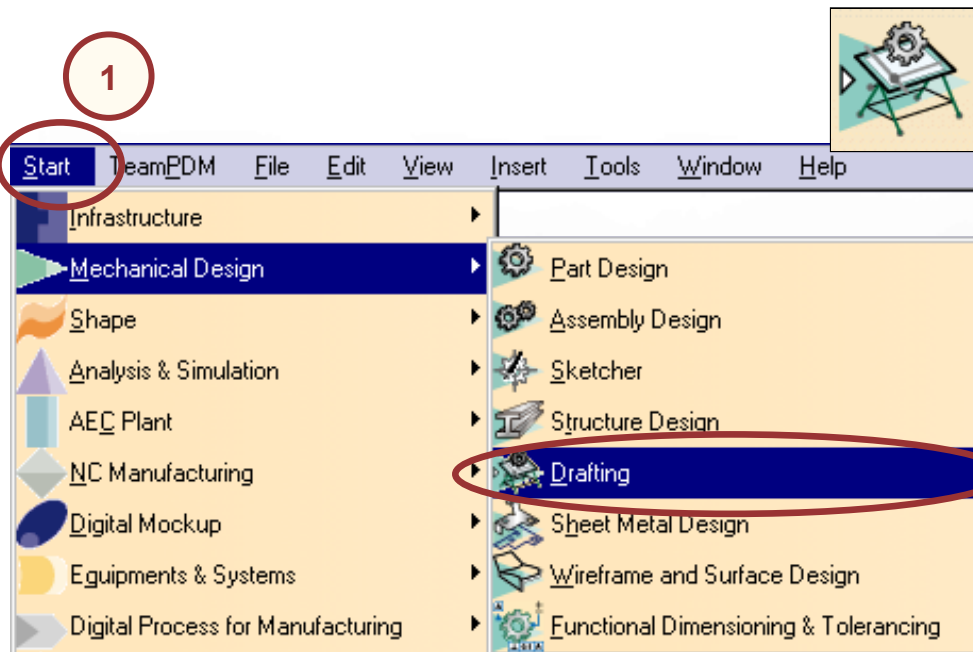 1
Start TeamPDM File Edit View Insert Tools Window Help
Infrastructure
Mechanical Design
Shape
Analysis & Simulation
AEC Plant
NC Manufacturing
Digital Mockup
Equipments & Systems
Digital Process for Manufacturing
Part Design
Assembly Design
Sketcher
Structure Design
Drafting
Sheet Metal Design
Wireframe and Surface Design
Functional Dimensioning & Tolerancing